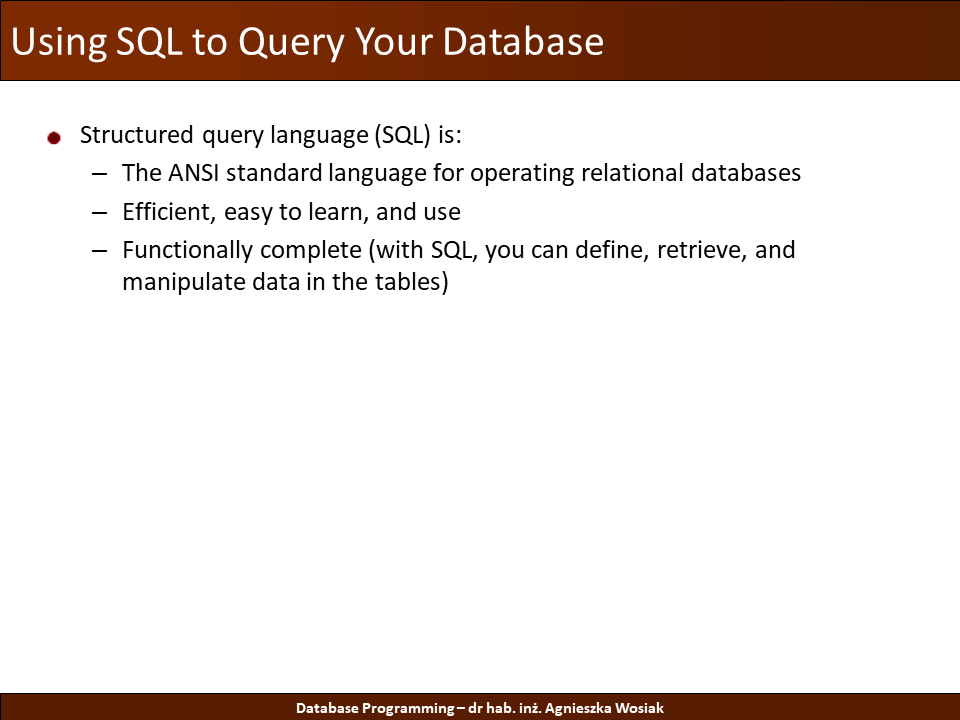 Using SQL to Query Your Database
Structured query language (SQL) is:
– The ANSI standard language for operating relational databases
– Efficient, easy to learn, and use
– Functionally complete (with SQL, you can define, retrieve, and
manipulate data in the tables)
Database Programming – dr hab. inż. Agnieszka Wosiak